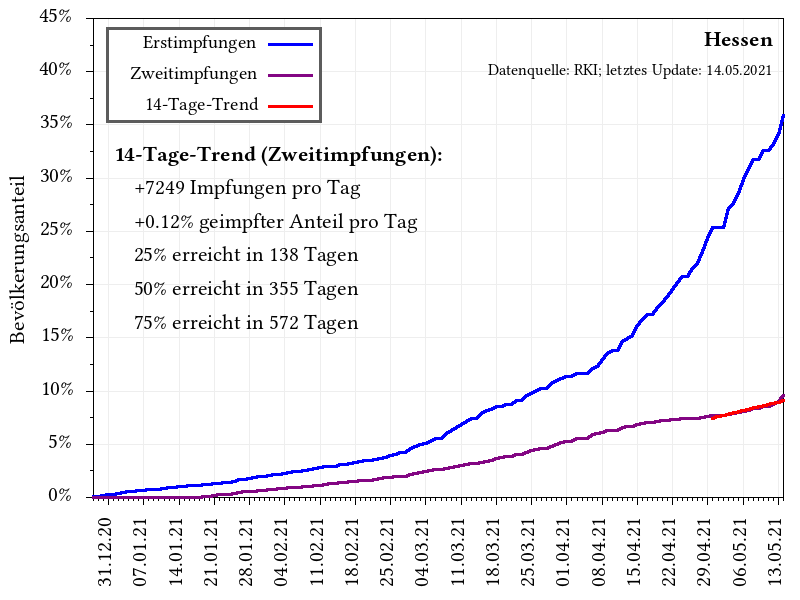 Hessen
Datenquelle: RKI; letztes Update: 14.05.2021
Erstimpfungen
Zweitimpfungen
14-Tage-Trend
14-Tage-Trend (Zweitimpfungen):
+7249 Impfungen pro Tag
+0.12% geimpfter Anteil pro Tag
25% erreicht in 138 Tagen
50% erreicht in 355 Tagen
75% erreicht in 572 Tagen
Bevölkerungsanteil
45%
40%
35%
30%
25%
20%
15%
10%
5%
0%
31.12.20
07.01.21
14.01.21
21.01.21
28.01.21
04.02.21
11.02.21
18.02.21
25.02.21
04.03.21
11.03.21
18.03.21
25.03.21
01.04.21
08.04.21
15.04.21
22.04.21
29.04.21
06.05.21
13.05.21